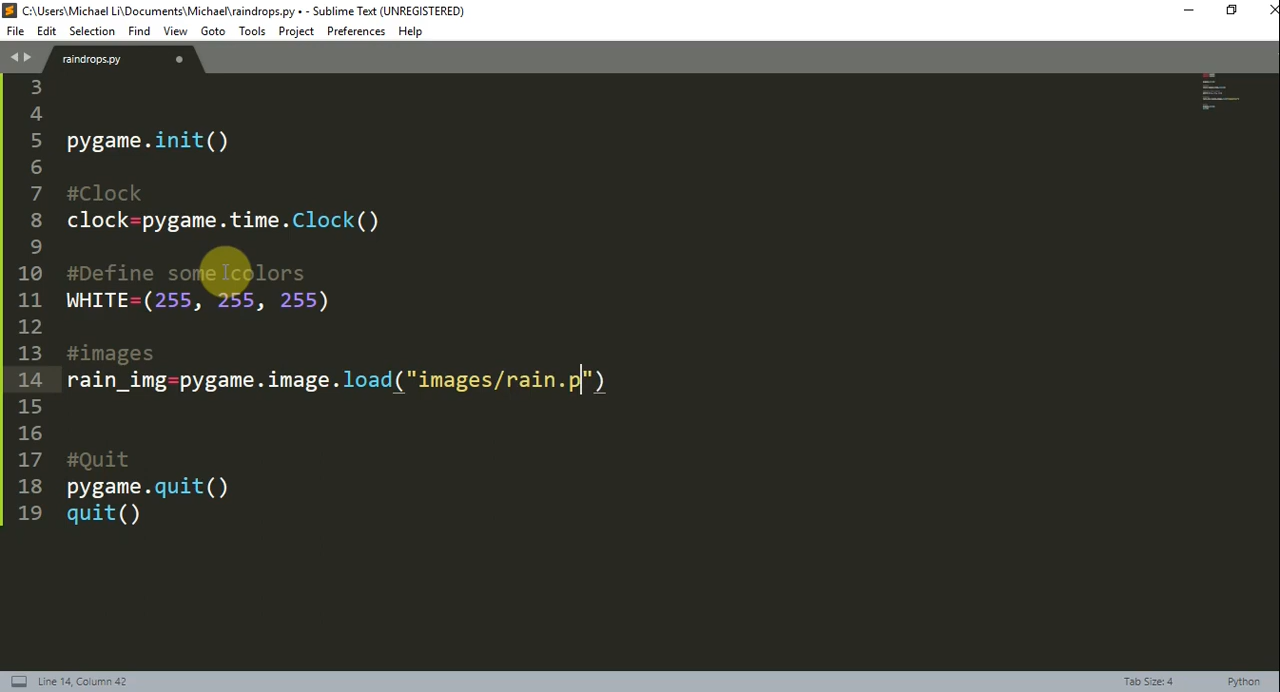 C:\Users\Michael Li\Documents\Michael\raindrops.py • - Sublime Text (UNREGISTERED)
File Edit Selection Find View Goto Tools Project Preferences Help
raindrops.py
3
4
5 pygame.init()
6
7 #Clock
8 clock=pygame.time.Clock()
9
10 #Define some colors
11 WHITE=(255, 255, 255)
12
13 #images
14 rain_img=pygame.image.load("images/rain.p")
15
16
17 #Quit
18 pygame.quit()
19 quit()
Line 14, Column 42 Tab Size: 4 Python